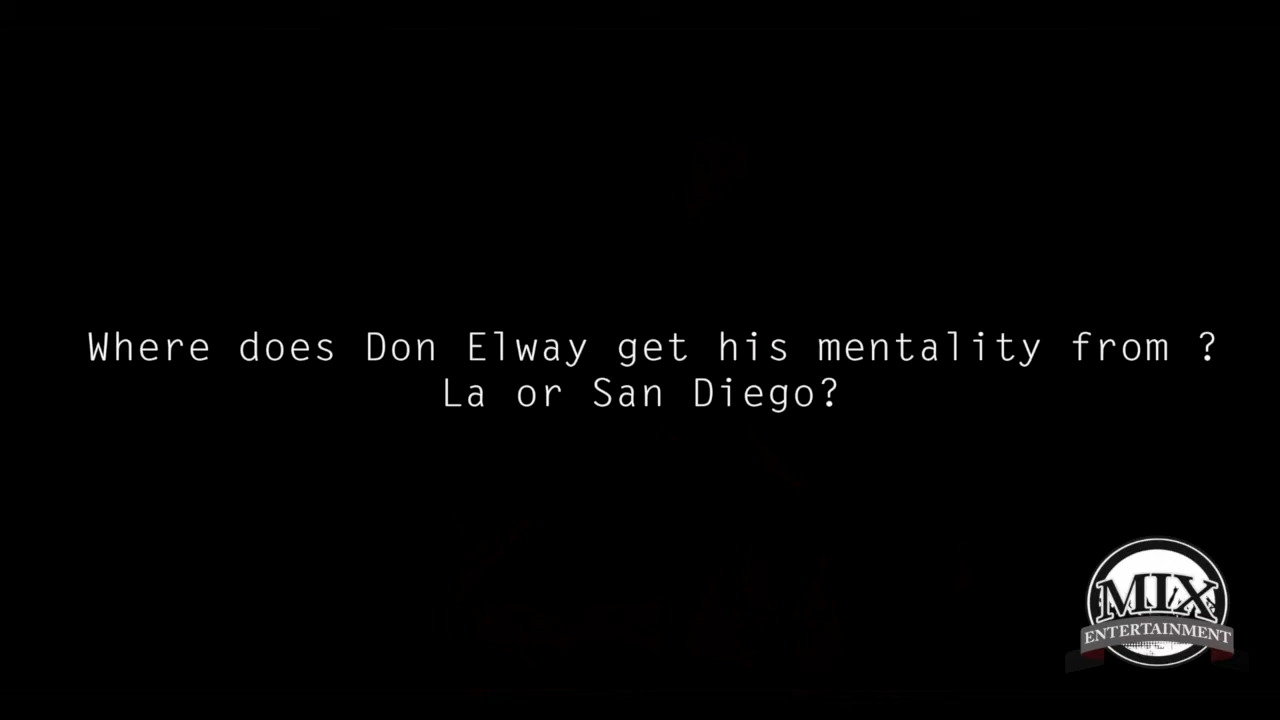 Where does Don Elway get his mentality from ?
La or San Diego?
MIX
ENTERTAINMENT